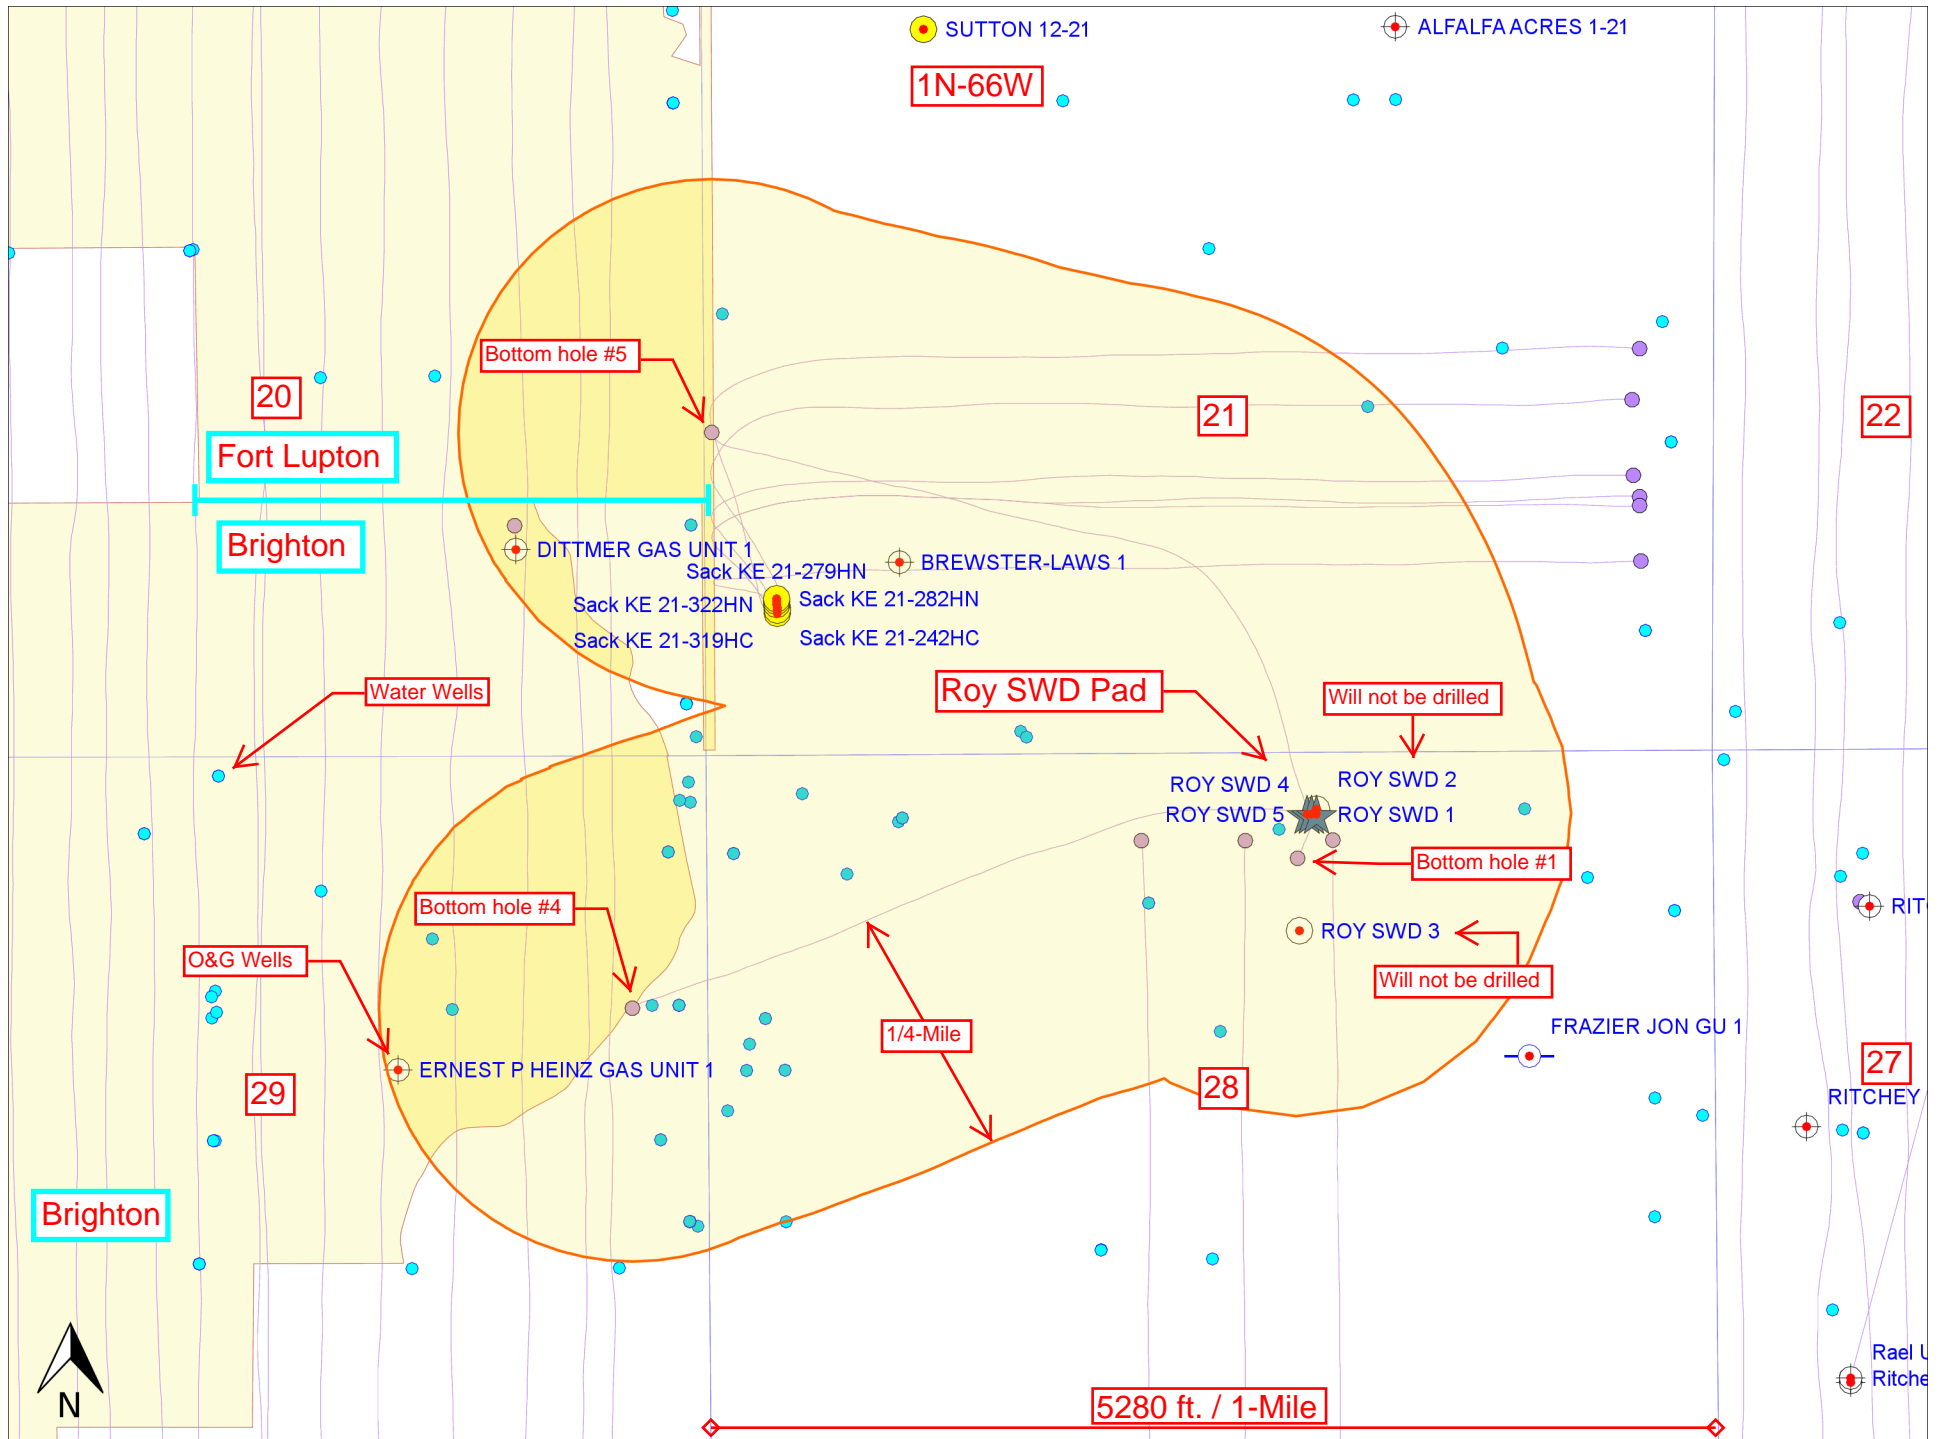 SUTTON 12-21
ALFALFA ACRES 1-21
1N-66W
Bottom hole #5
20
21
22
Fort Lupton
Brighton
DITTMER GAS UNIT 1
BREWSTER-LAWS 1
Sack KE 21-279HN
Sack KE 21-322HN
Sack KE 21-282HN
Sack KE 21-319HC
Sack KE 21-242HC
Water Wells
Roy SWD Pad
Will not be drilled
ROY SWD 4
ROY SWD 2
ROY SWD 5
ROY SWD 1
Bottom hole #1
Bottom hole #4
RIT
ROY SWD 3
O&G Wells
Will not be drilled
1/4-Mile
FRAZIER JON GU 1
ERNEST P HEINZ GAS UNIT 1
29
28
27
RITCHEY
Brighton
Rael U
Ritche
N
5280 ft. / 1-Mile